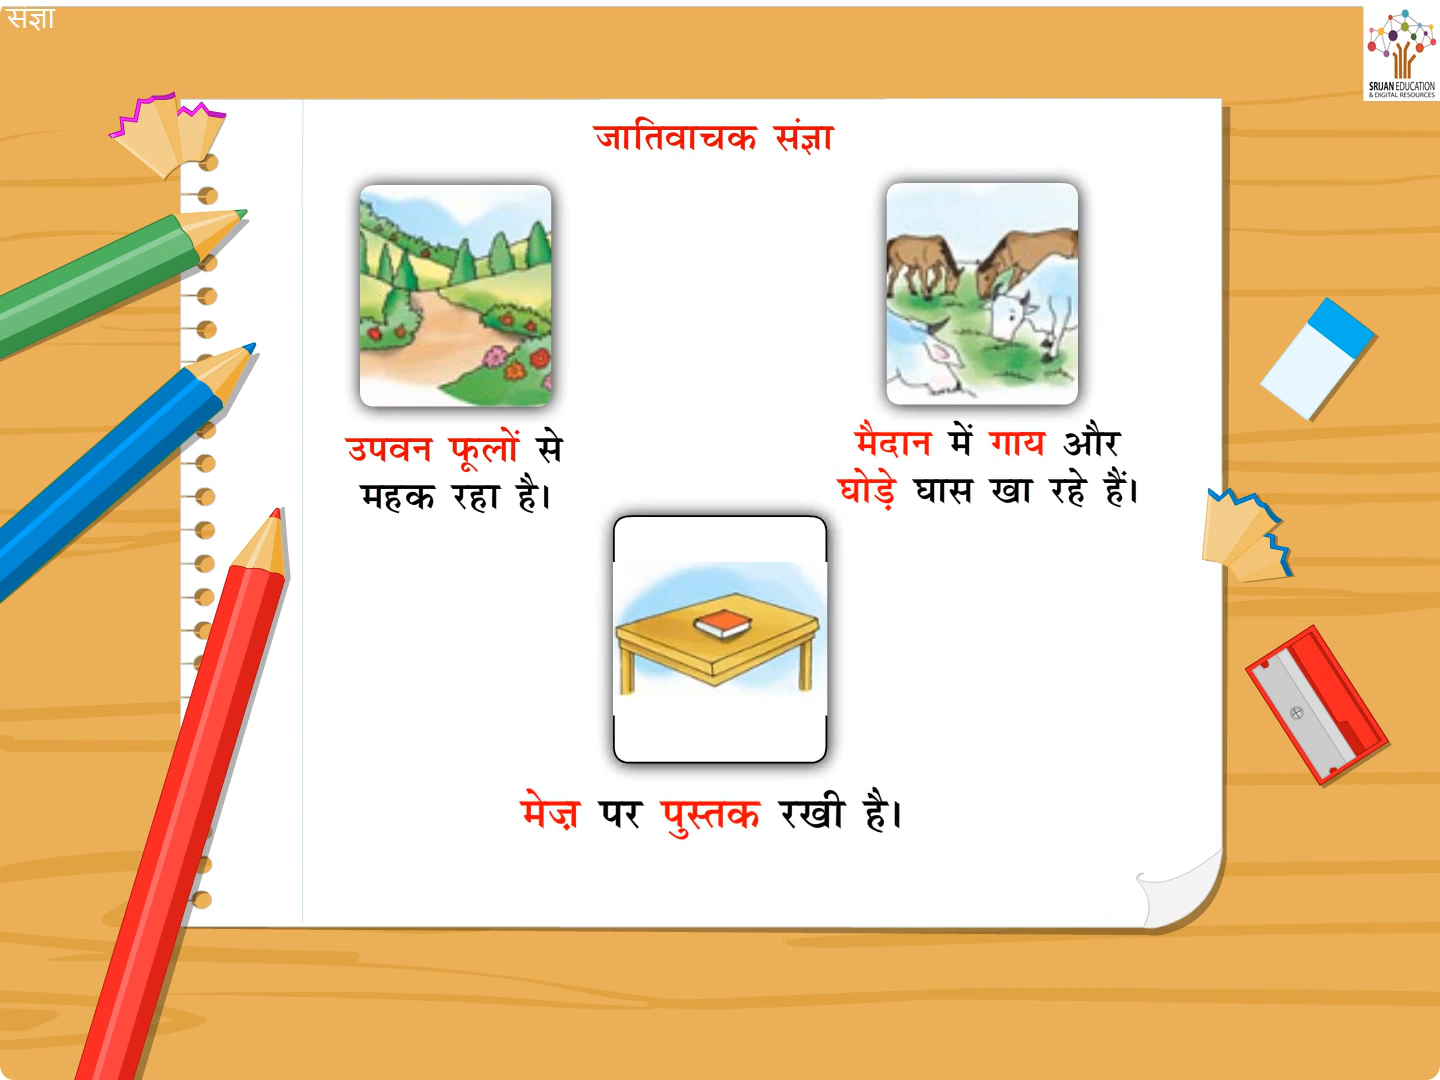 संज्ञा
SRIJAN EDUCATION
& DIGITAL RESOURCES
जातिवाचक संज्ञा
उपवन फूलों से
महक रहा है।
मैदान में गाय और
घोड़े घास खा रहे हैं।
मेज़ पर पुस्तक रखी है।